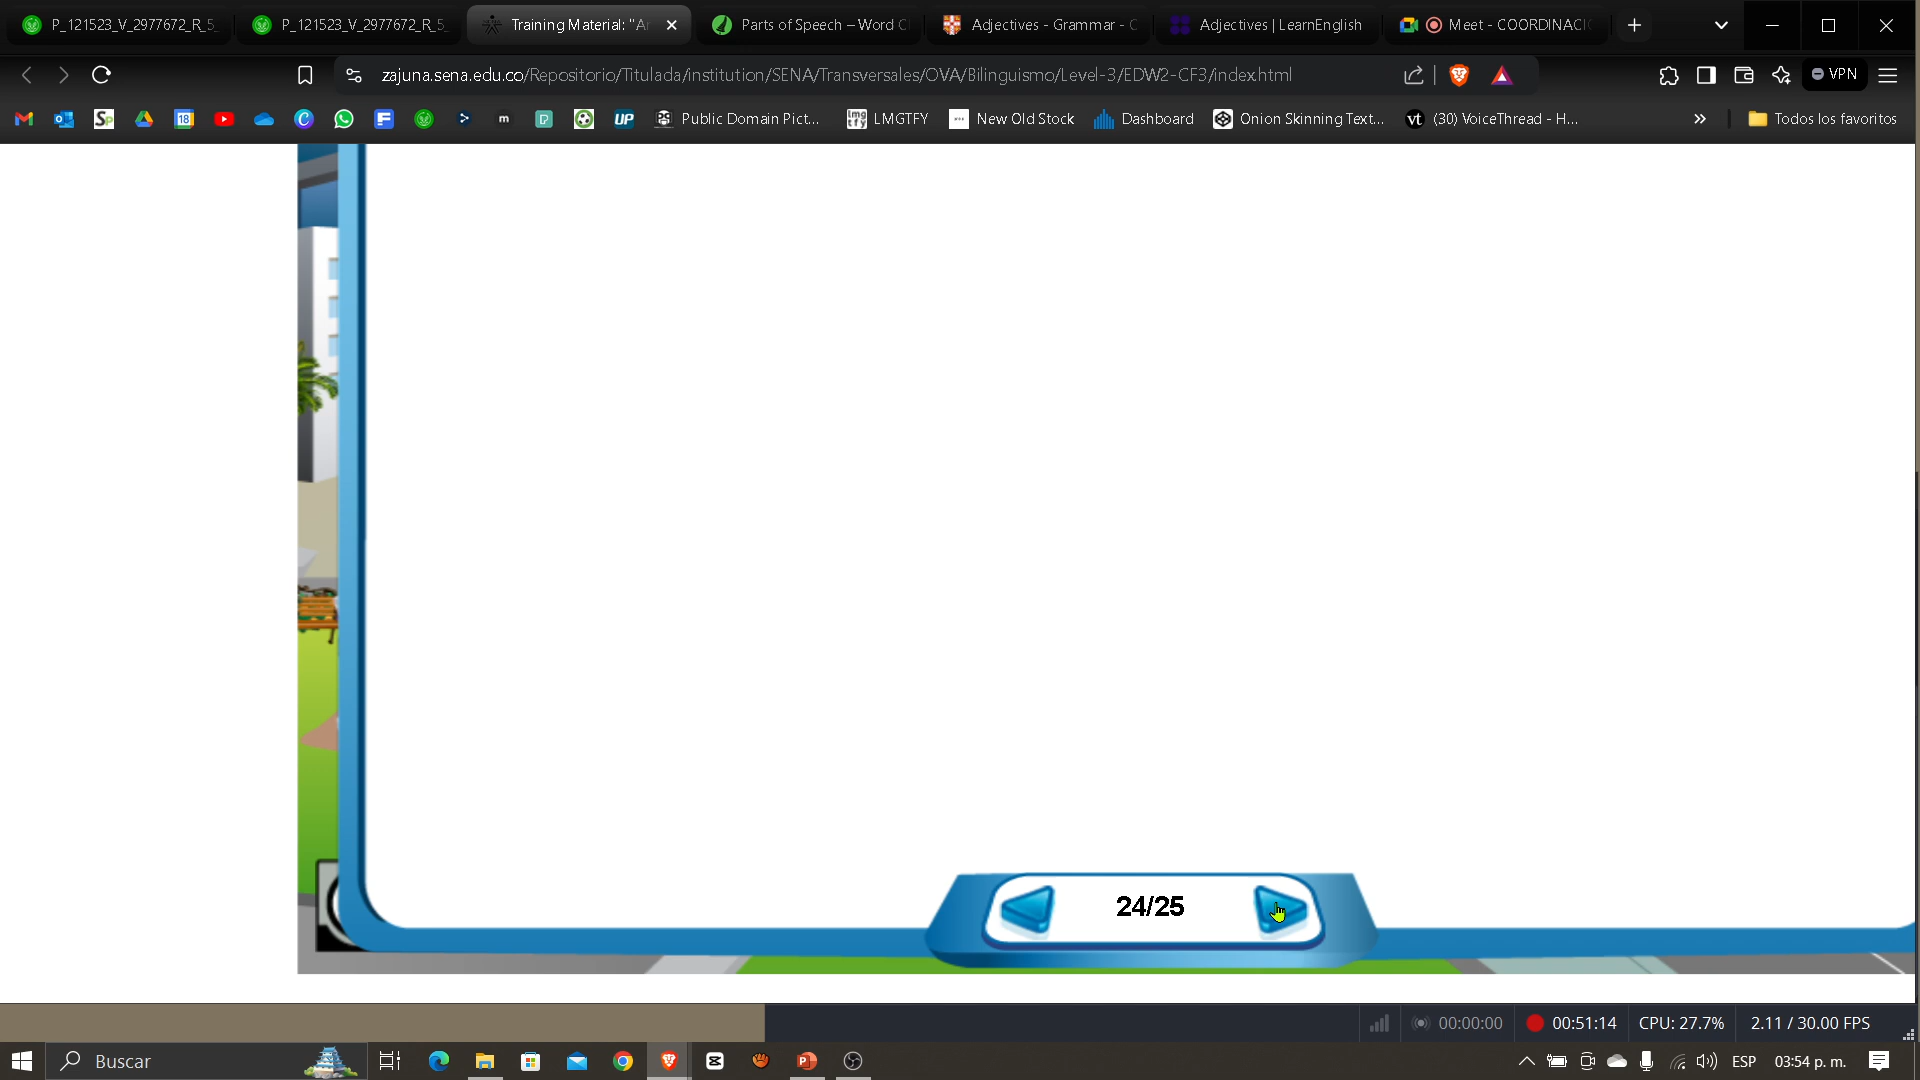 P_121523_V_2977672_R_5
P_121523_V_2977672_R_5
Training Material: "Ar
Parts of Speech – Word C
Adjectives - Grammar - C
Adjectives | LearnEnglish
Meet - COORDINACIO
zajuna.sena.edu.co/Repositorio/Titulada/institution/SENA/Transversales/OVA/Bilinguismo/Level-3/EDW2-CF3/index.html
VPN
Public Domain Pict...
LMGTFY
New Old Stock
Dashboard
Onion Skinning Text...
(30) VoiceThread - H...
Todos los favoritos
24/25
00:00:00
00:51:14
CPU: 27.7%
2.11 / 30.00 FPS
Buscar
ESP
03:54 p. m.